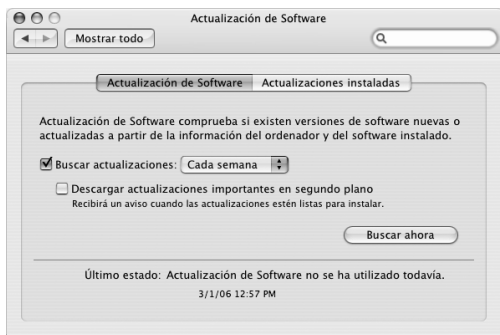 Actualización de Software
Mostrar todo
Actualización de Software
Actualizaciones instaladas
Actualización de Software comprueba si existen versiones de software nuevas o
actualizadas a partir de la información del ordenador y del software instalado.
Buscar actualizaciones: Cada semana
Descargar actualizaciones importantes en segundo plano
Recibirá un aviso cuando las actualizaciones estén listas para instalar.
Buscar ahora
Último estado: Actualización de Software no se ha utilizado todavía.
3/1/06 12:57 PM